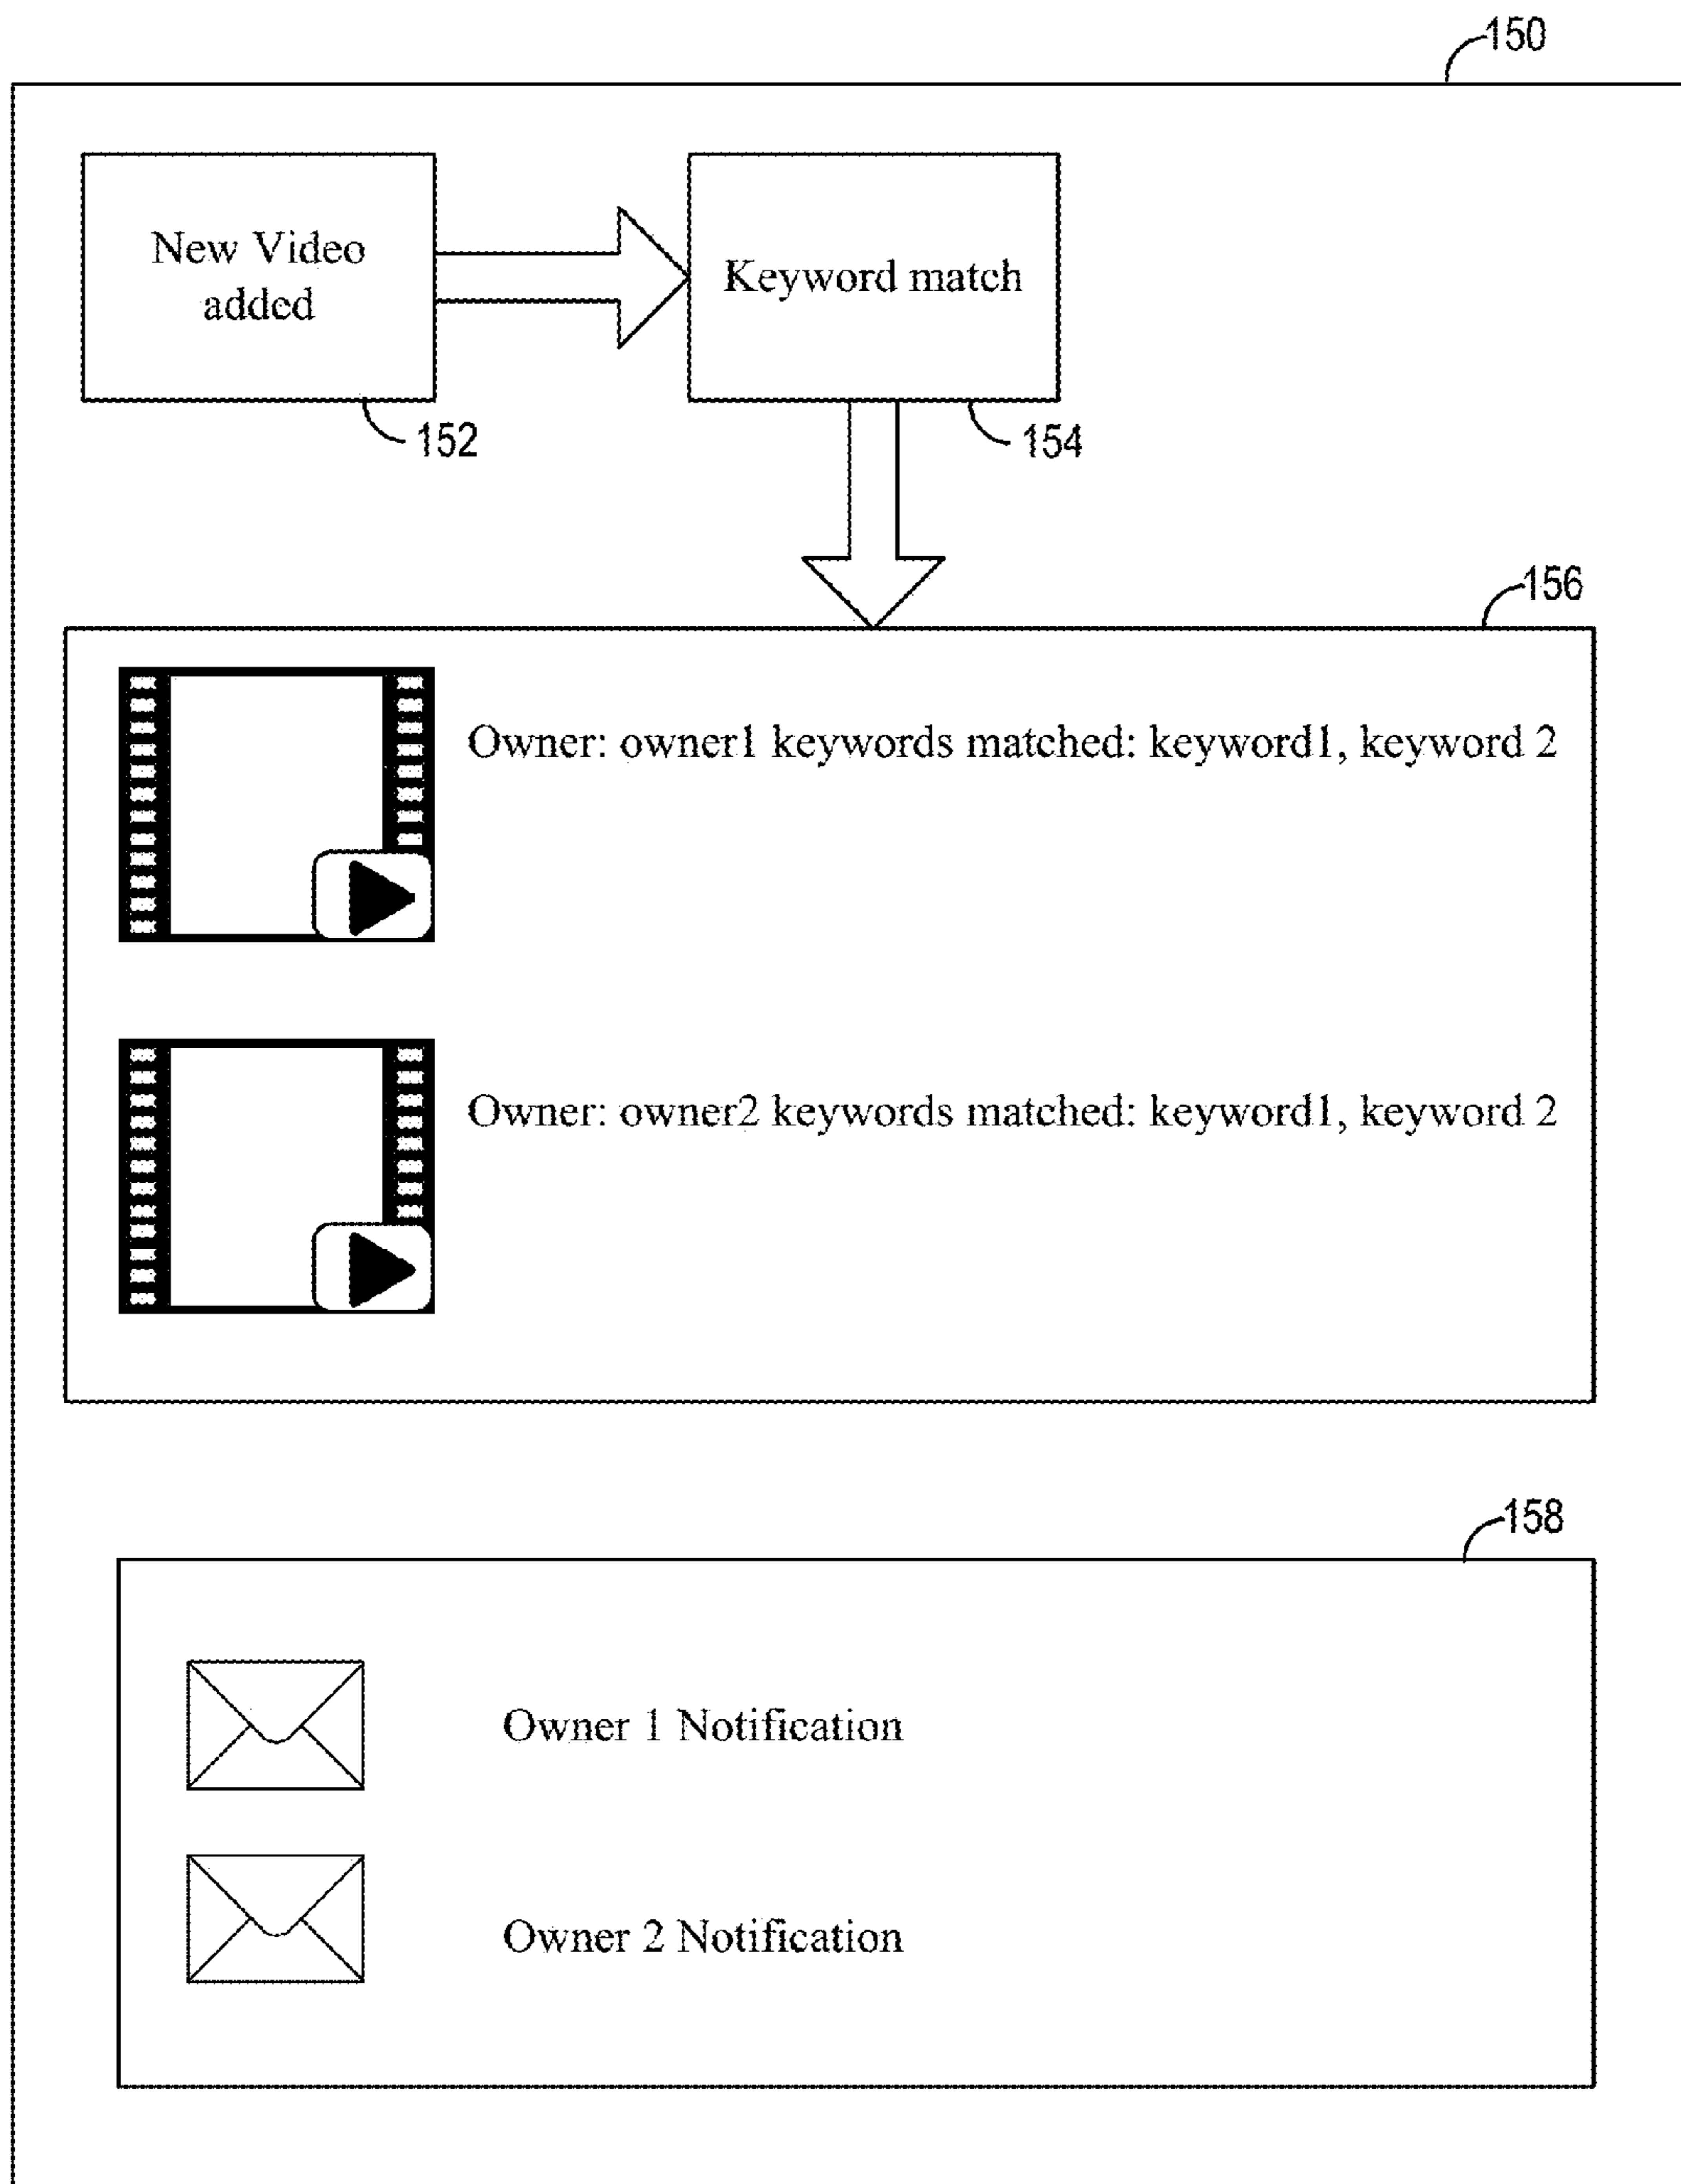 150
New Video
added
Keyword match
152
154
156
Owner: owner1 keywords matched: keyword1, keyword 2
Owner: owner2 keywords matched: keyword1, keyword 2
158
Owner 1 Notification
Owner 2 Notification